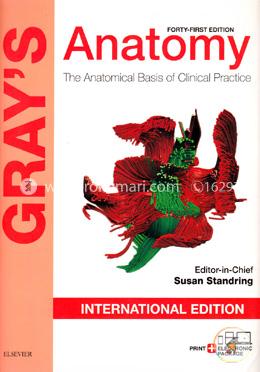 GRAY'S
FORTY-FIRST EDITION
Anatomy
The Anatomical Basis of Clinical Practice
Editor-in-Chief
Susan Standring
INTERNATIONAL EDITION
ELSEVIER
PRINT + ELECTRONIC
PACKAGE